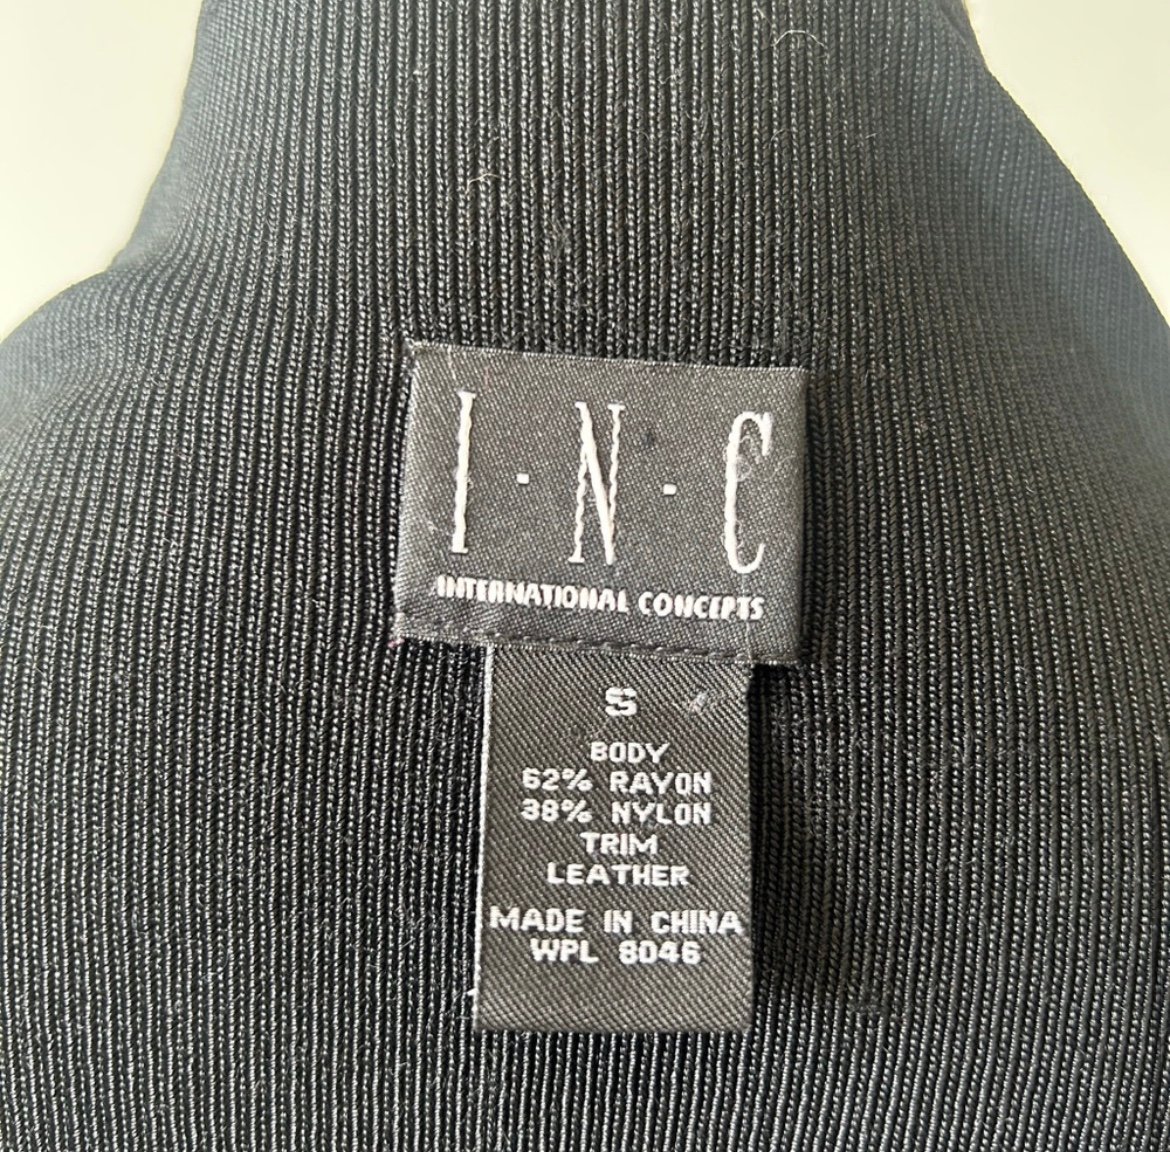 I·N·C
INTERNATIONAL CONCEPTS
S
BODY
62% RAYON
38% NYLON
TRIM
LEATHER
MADE IN CHINA
WPL 8046